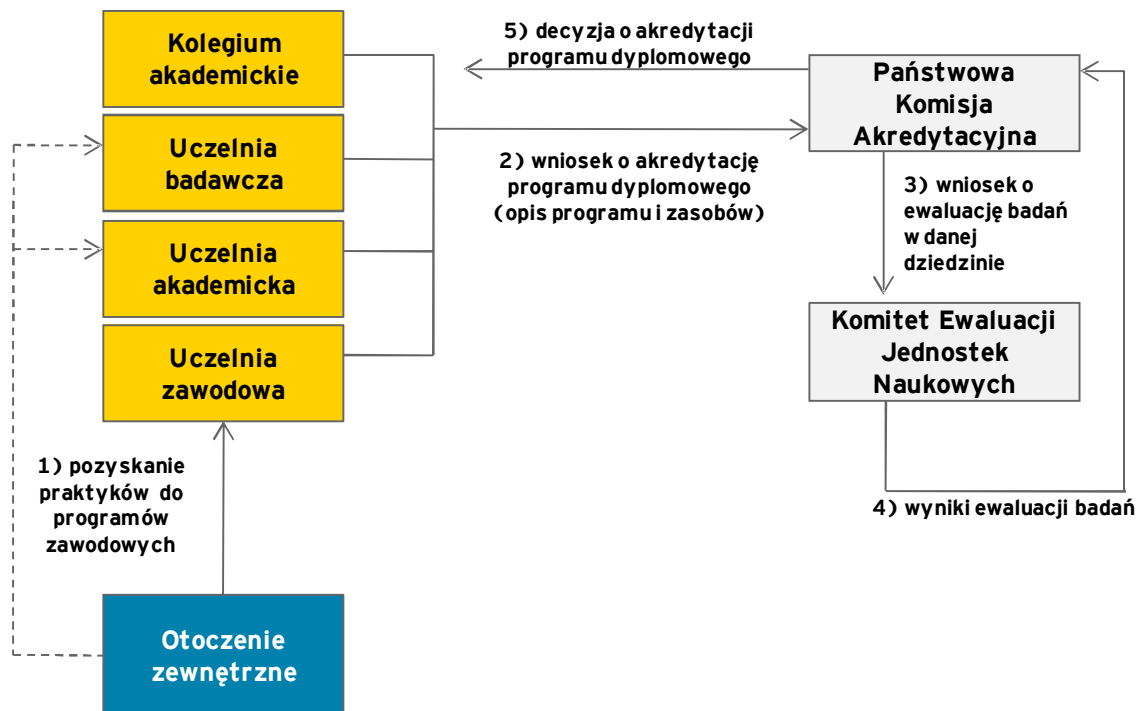 Kolegium
akademickie
Uczelnia
badawcza
Uczelnia
akademicka
Uczelnia
zawodowa
1) pozyskanie
praktyków do
programów
zawodowych
Otoczenie
zewnętrzne
5) decyzja o akredytacji
programu dyplomowego
2) wniosek o akredytację
programu dyplomowego
(opis programu i zasobów)
Państwowa
Komisja
Akredytacyjna
3) wniosek o
ewaluację badań
w danej
dziedzinie
Komitet Ewaluacji
Jednostek
Naukowych
4) wyniki ewaluacji badań